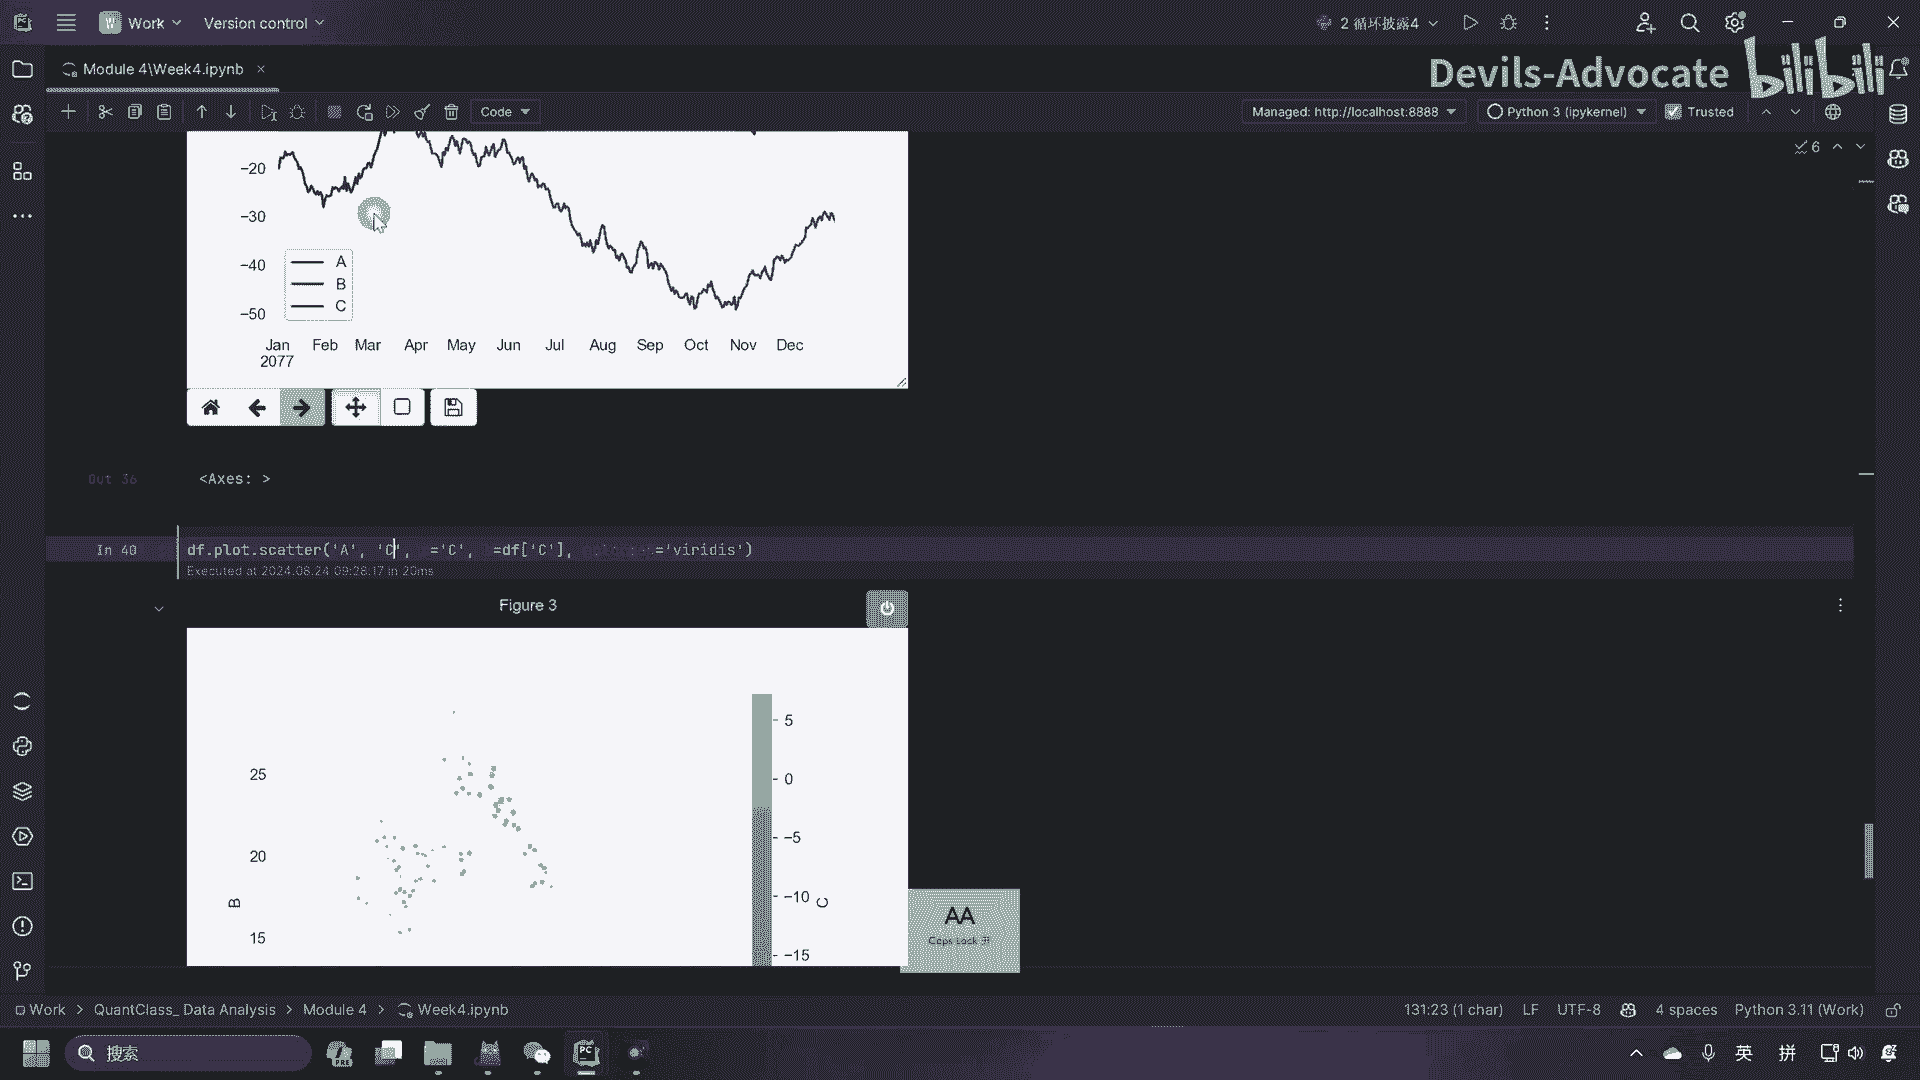 W Work Version control 2 循环披露4
Module 4\Week4.ipynb
Devils-Advocate bilibili
Code Managed: http://localhost:8888 Python 3 (ipykernel) Trusted
6
−20
−30
−40
−50
A
B
C
Jan Feb Mar Apr May Jun Jul Aug Sep Oct Nov Dec
2077
Out 36 <Axes: >
In 40 df.plot.scatter('A', 'C', ='C', =df['C'], ='viridis')
Executed at 2024.08.24 09:28:17 in 20ms
Figure 3
25
20
15
B
5
0
−5
−10
−15
C
AA
Caps Lock 开
Work > QuantClass_ Data Analysis > Module 4 > Week4.ipynb
131:23 (1 char) LF UTF-8 4 spaces Python 3.11 (Work)
搜索
PRE
PC
英 拼